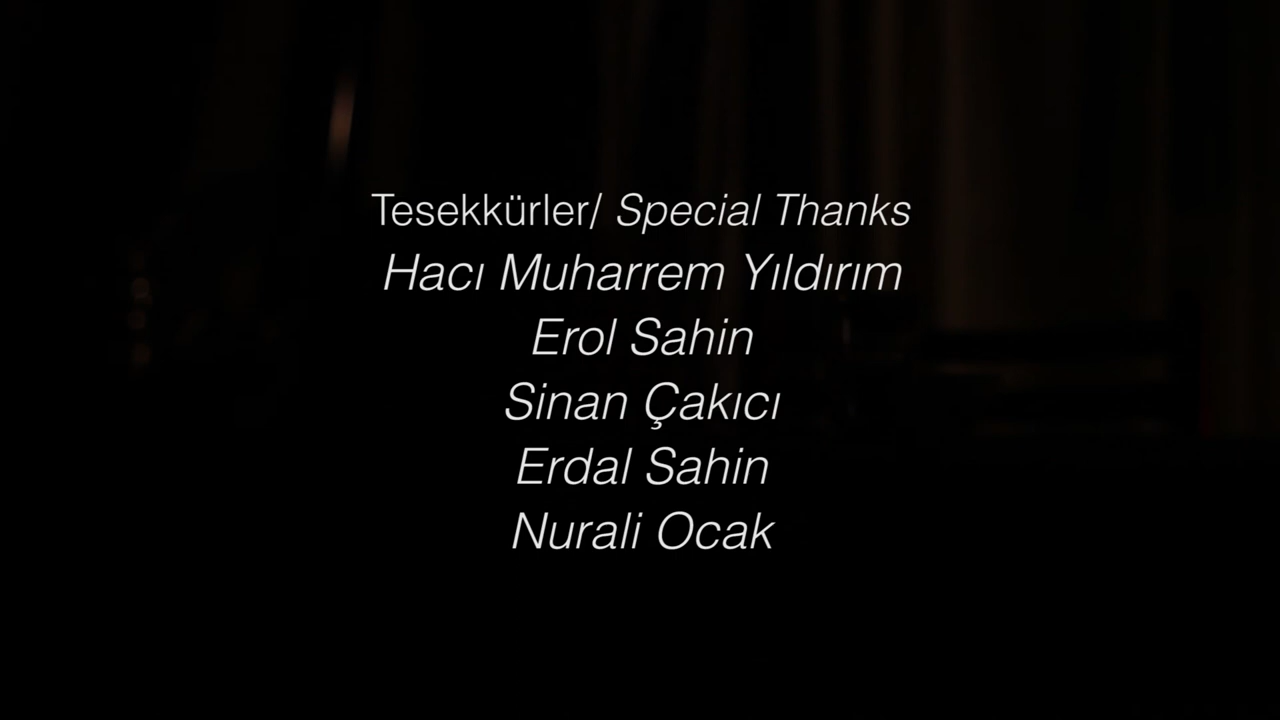 Tesekkürler/ Special Thanks
Hacı Muharrem Yıldırım
Erol Sahin
Sinan Çakıcı
Erdal Sahin
Nurali Ocak